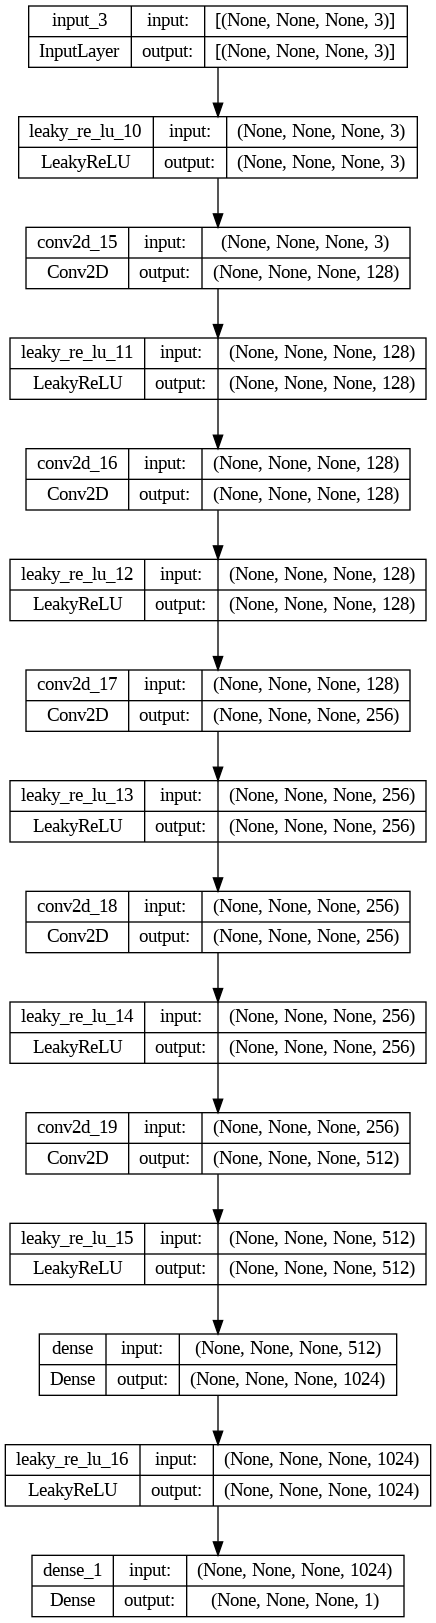 input_3 input: [(None, None, None, 3)]
InputLayer output: [(None, None, None, 3)]
leaky_re_lu_10 input: (None, None, None, 3)
LeakyReLU output: (None, None, None, 3)
conv2d_15 input: (None, None, None, 3)
Conv2D output: (None, None, None, 128)
leaky_re_lu_11 input: (None, None, None, 128)
LeakyReLU output: (None, None, None, 128)
conv2d_16 input: (None, None, None, 128)
Conv2D output: (None, None, None, 128)
leaky_re_lu_12 input: (None, None, None, 128)
LeakyReLU output: (None, None, None, 128)
conv2d_17 input: (None, None, None, 128)
Conv2D output: (None, None, None, 256)
leaky_re_lu_13 input: (None, None, None, 256)
LeakyReLU output: (None, None, None, 256)
conv2d_18 input: (None, None, None, 256)
Conv2D output: (None, None, None, 256)
leaky_re_lu_14 input: (None, None, None, 256)
LeakyReLU output: (None, None, None, 256)
conv2d_19 input: (None, None, None, 256)
Conv2D output: (None, None, None, 512)
leaky_re_lu_15 input: (None, None, None, 512)
LeakyReLU output: (None, None, None, 512)
dense input: (None, None, None, 512)
Dense output: (None, None, None, 1024)
leaky_re_lu_16 input: (None, None, None, 1024)
LeakyReLU output: (None, None, None, 1024)
dense_1 input: (None, None, None, 1024)
Dense output: (None, None, None, 1)